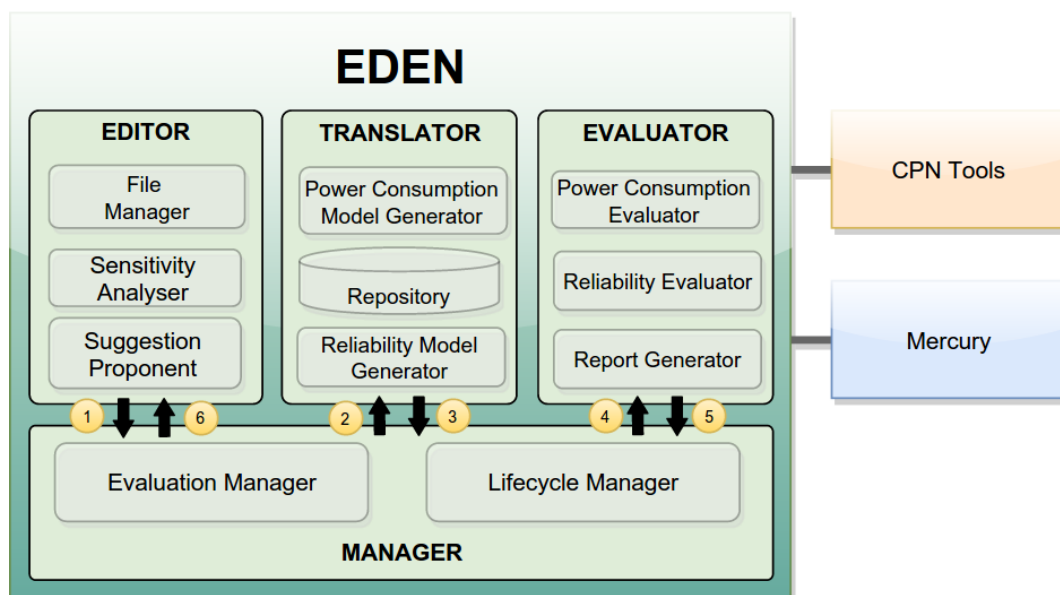 EDEN
EDITOR
File
Manager
Sensitivity
Analyser
Suggestion
Proponent
TRANSLATOR
Power Consumption
Model Generator
Repository
Reliability Model
Generator
EVALUATOR
Power Consumption
Evaluator
Reliability Evaluator
Report Generator
CPN Tools
Mercury
1
6
2
3
4
5
Evaluation Manager
Lifecycle Manager
MANAGER